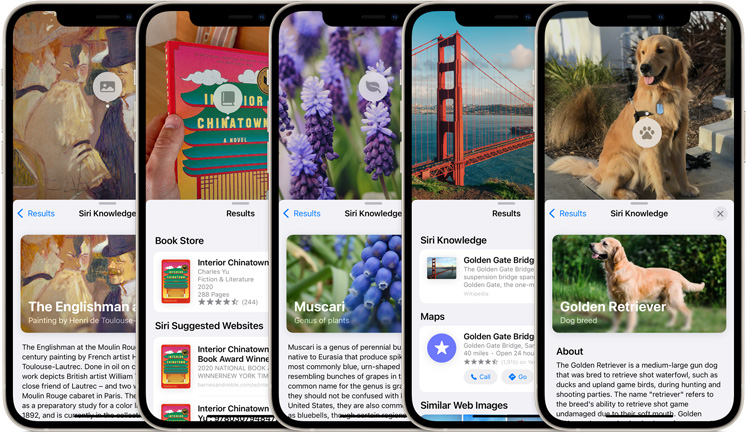 Results
Siri Knowledge
The Englishman a
Painting by Henri de Toulouse-
The Englishman at the Moulin Roug
century painting by French artist H
Toulouse-Lautrec. Done in oil on c
work depicts British artist William
close friend of Lautrec – and two w
Moulin Rouge cabaret in Paris. The
as a preparatory study for a color l
1892, and is currently in the collect
INTERIOR
CHINATOWN
A NOVEL
Results
Book Store
Interior Chinatown
Charles Yu
Fiction & Literature
2020
288 Pages
(244)
Siri Suggested Websites
Interior Chinatown
Book Award Winne
2020 NATIONAL BOOK A
WINNERNEW YORK TIM
Interior Chinatown
Results
Siri Knowledge
Muscari
Genus of plants
Muscari is a genus of perennial bu
native to Eurasia that produce spik
most commonly blue, urn-shaped
resembling bunches of grapes in t
common name for the genus is gra
they should not be confused with
United States, they are also comm
as bluebells, though certain region
Results
Siri Knowledge
Golden Gate Bridg
The Golden Gate Bridge
suspension bridge spann
Golden Gate, the one-m
Wikipedia
Maps
Golden Gate Bridg
Golden Gate Bridge, San
40 miles · Open 24 hour
Call
Go
Similar Web Images
Results
Siri Knowledge
Golden Retriever
Dog breed
About
The Golden Retriever is a medium-large gun dog
that was bred to retrieve shot waterfowl, such as
ducks and upland game birds, during hunting and
shooting parties. The name "retriever" refers to
the breed's ability to retrieve shot game
undamaged due to their soft mouth. Golden